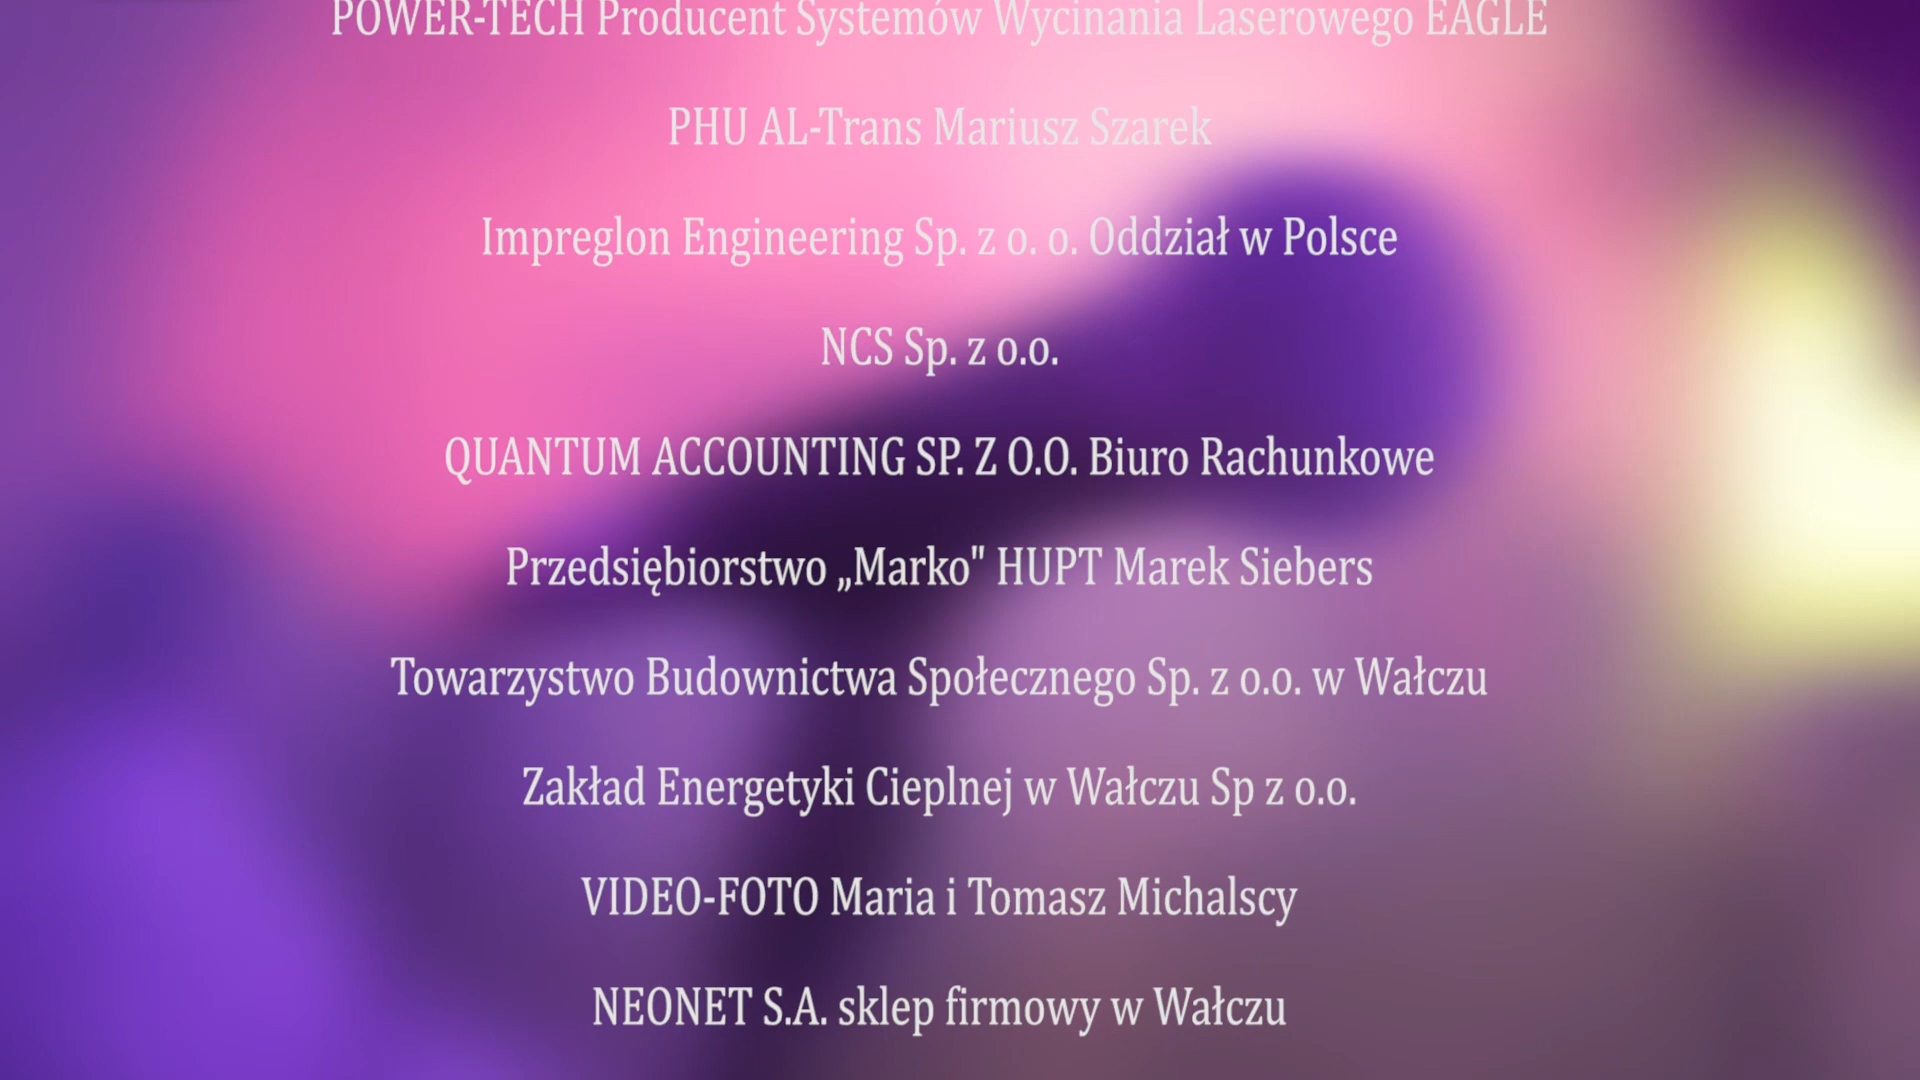 POWER-TECH Producent Systemów Wycinania Laserowego EAGLE
PHU AL-Trans Mariusz Szarek
Impreglon Engineering Sp. z o. o. Oddział w Polsce
NCS Sp. z o.o.
QUANTUM ACCOUNTING SP. Z O.O. Biuro Rachunkowe
Przedsiębiorstwo „Marko" HUPT Marek Siebers
Towarzystwo Budownictwa Społecznego Sp. z o.o. w Wałczu
Zakład Energetyki Cieplnej w Wałczu Sp z o.o.
VIDEO-FOTO Maria i Tomasz Michalscy
NEONET S.A. sklep firmowy w Wałczu